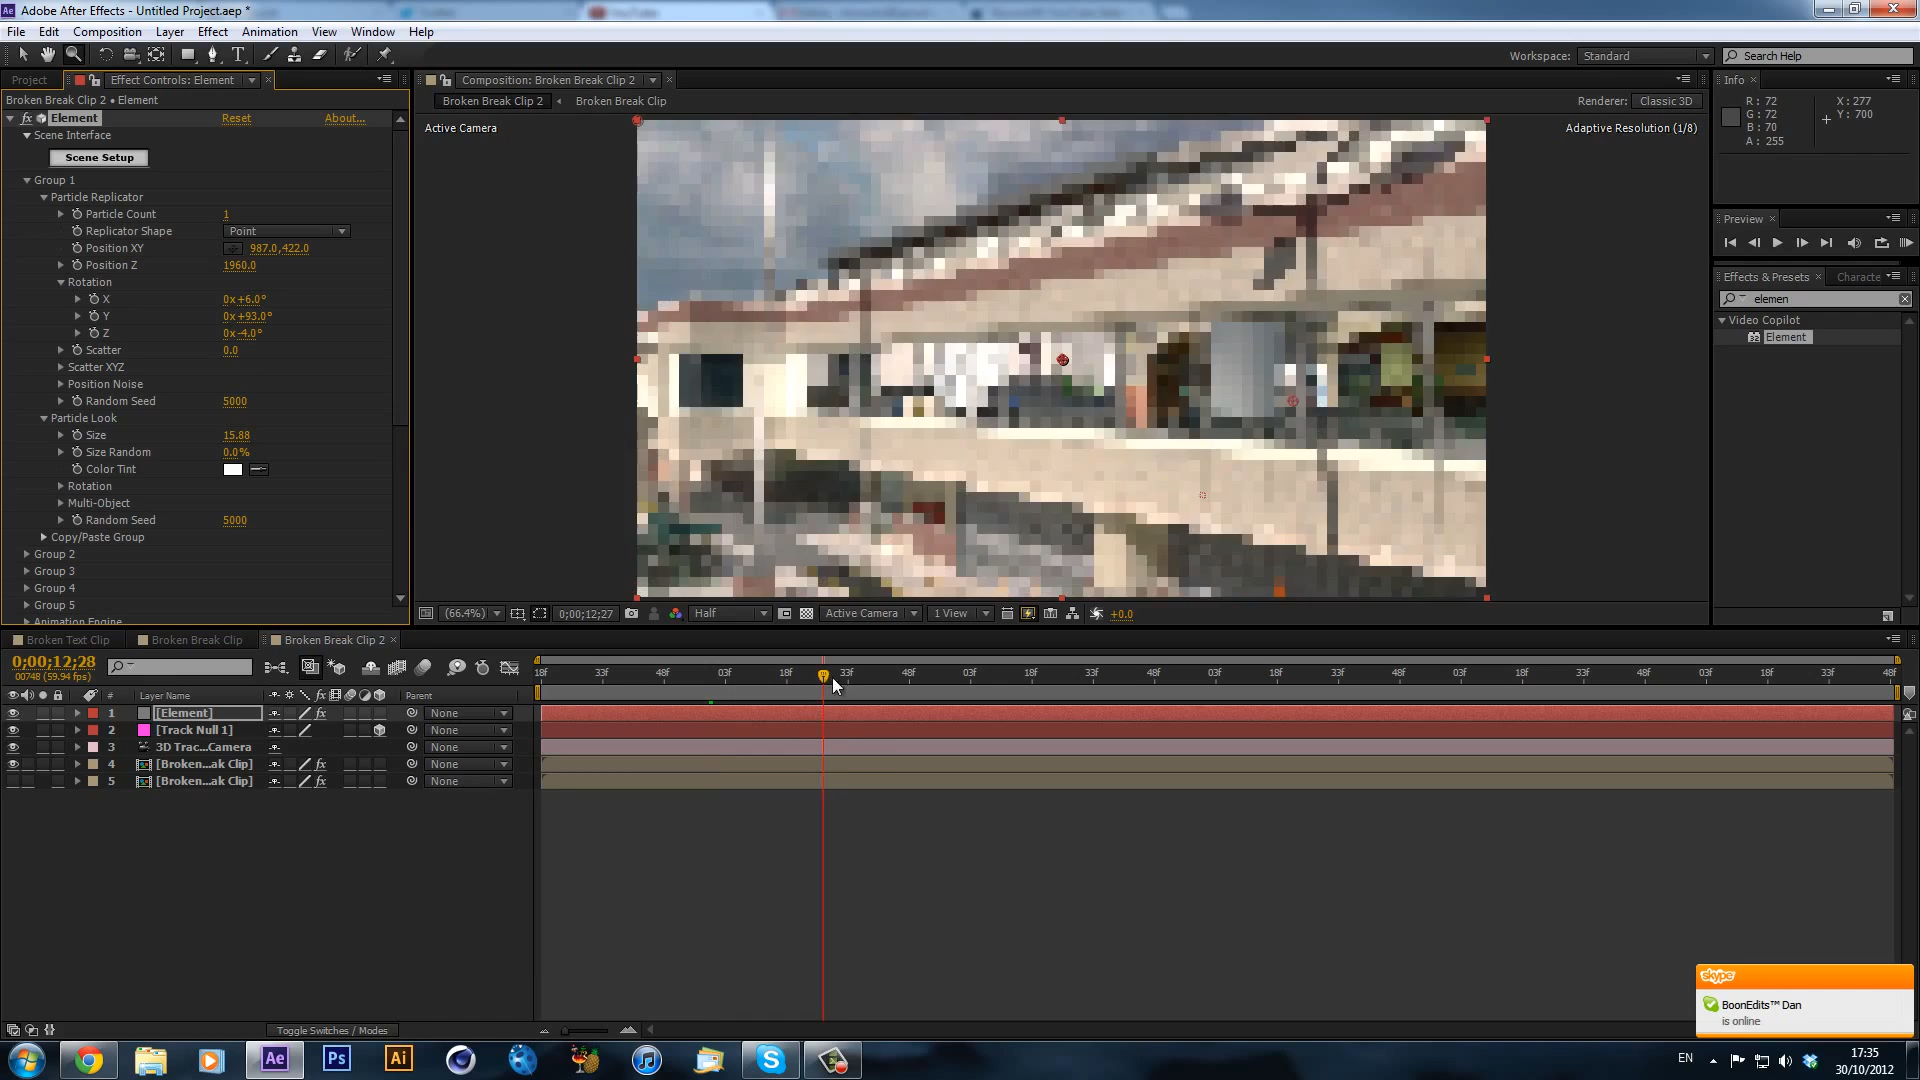 Adobe After Effects - Untitled Project.aep *
File Edit Composition Layer Effect Animation View Window Help
Workspace: Standard Search Help
Project Effect Controls: Element
Broken Break Clip 2 • Element
fx Element Reset About...
Scene Interface
Scene Setup
Group 1
Particle Replicator
Particle Count 1
Replicator Shape Point
Position XY 987.0,422.0
Position Z 1960.0
Rotation
X 0x+6.0°
Y 0x+93.0°
Z 0x-4.0°
Scatter 0.0
Scatter XYZ
Position Noise
Random Seed 5000
Particle Look
Size 15.88
Size Random 0.0%
Color Tint
Rotation
Multi-Object
Random Seed 5000
Copy/Paste Group
Group 2
Group 3
Group 4
Group 5
Animation Engine
Composition: Broken Break Clip 2
Broken Break Clip 2 Broken Break Clip
Renderer: Classic 3D
Active Camera
Adaptive Resolution (1/8)
(66.4%) 0;00;12;27 Half Active Camera 1 View +0.0
Info
R: 72 X: 277
G: 72 Y: 700
B: 70
A: 255
Preview
Effects & Presets Characte
elemen
Video Copilot
Element
Broken Text Clip Broken Break Clip Broken Break Clip 2
0;00;12;28
00748 (59.94 fps)
18f 33f 48f 03f 18f 33f 48f 03f 18f 33f 48f 03f 18f 33f 48f 03f 18f 33f 48f 03f 18f 33f 48f
# Layer Name fx Parent
1 [Element] fx None
2 [Track Null 1] None
3 3D Trac...Camera None
4 [Broken...ak Clip] fx None
5 [Broken...ak Clip] fx None
Toggle Switches / Modes
skype
BoonEdits™ Dan
is online
Ae Ps Ai
EN
17:35
30/10/2012